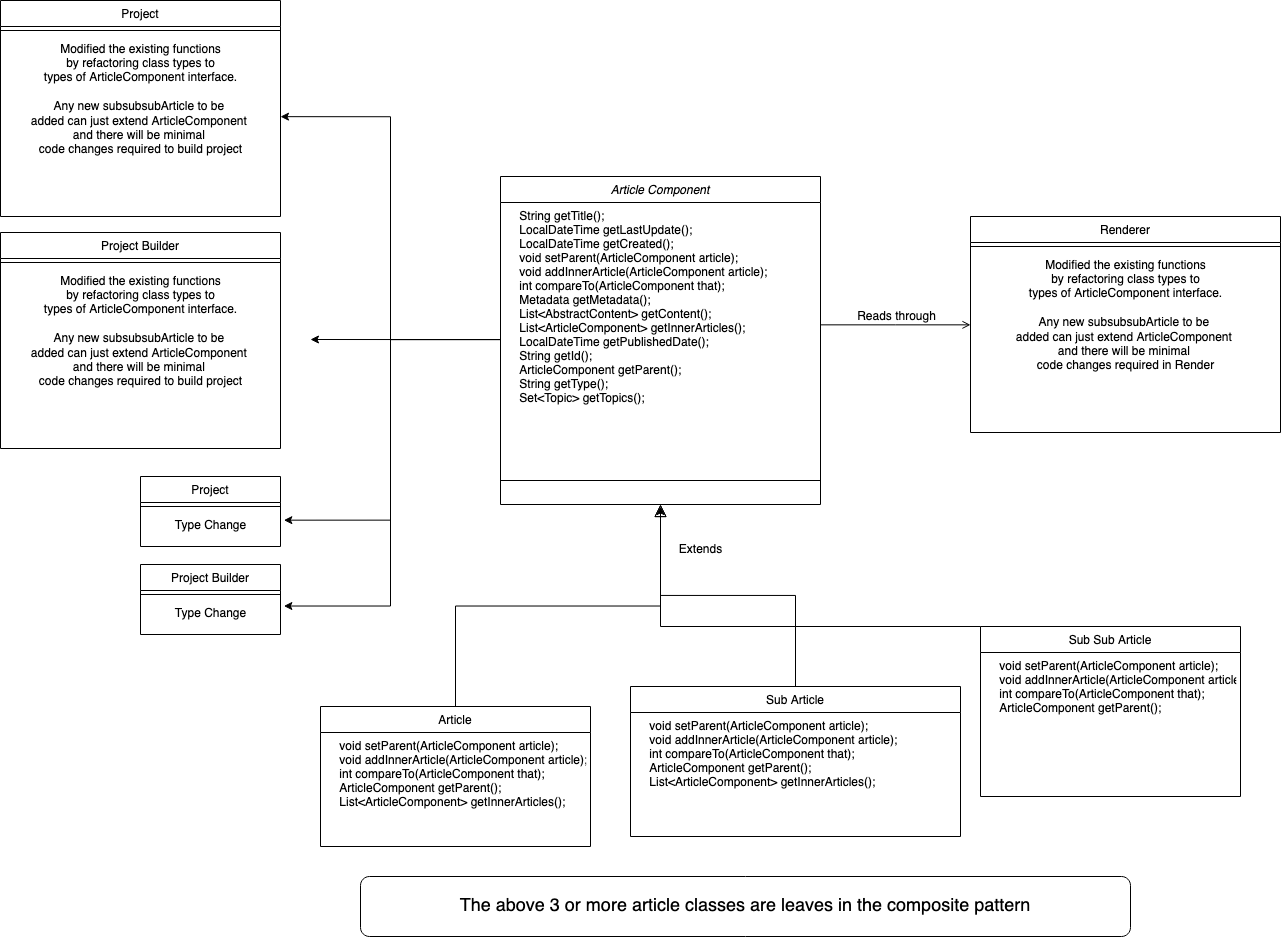 Project
Modified the existing functions
by refactoring class types to
types of ArticleComponent interface.
Any new subsubsubArticle to be
added can just extend ArticleComponent
and there will be minimal
code changes required to build project
Project Builder
Modified the existing functions
by refactoring class types to
types of ArticleComponent interface.
Any new subsubsubArticle to be
added can just extend ArticleComponent
and there will be minimal
code changes required to build project
Project
Type Change
Project Builder
Type Change
Article Component
String getTitle();
LocalDateTime getLastUpdate();
LocalDateTime getCreated();
void setParent(ArticleComponent article);
void addInnerArticle(ArticleComponent article);
int compareTo(ArticleComponent that);
Metadata getMetadata();
List<AbstractContent> getContent();
List<ArticleComponent> getInnerArticles();
LocalDateTime getPublishedDate();
String getId();
ArticleComponent getParent();
String getType();
Set<Topic> getTopics();
Reads through
Renderer
Modified the existing functions
by refactoring class types to
types of ArticleComponent interface.
Any new subsubsubArticle to be
added can just extend ArticleComponent
and there will be minimal
code changes required in Render
Extends
Article
void setParent(ArticleComponent article);
void addInnerArticle(ArticleComponent article);
int compareTo(ArticleComponent that);
ArticleComponent getParent();
List<ArticleComponent> getInnerArticles();
Sub Article
void setParent(ArticleComponent article);
void addInnerArticle(ArticleComponent article);
int compareTo(ArticleComponent that);
ArticleComponent getParent();
List<ArticleComponent> getInnerArticles();
Sub Sub Article
void setParent(ArticleComponent article);
void addInnerArticle(ArticleComponent article
int compareTo(ArticleComponent that);
ArticleComponent getParent();
The above 3 or more article classes are leaves in the composite pattern